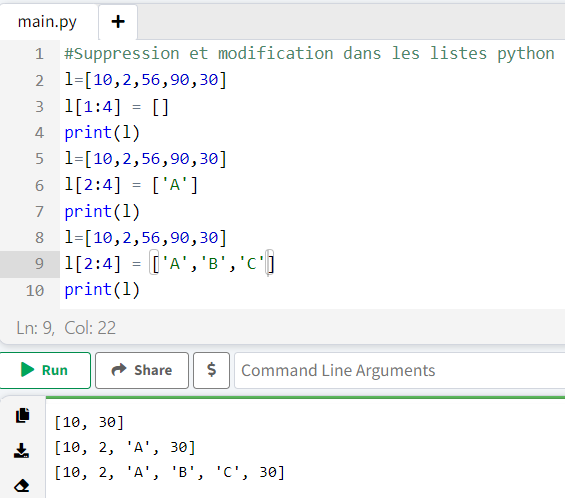 main.py +
1 #Suppression et modification dans les listes python
2 l=[10,2,56,90,30]
3 l[1:4] = []
4 print(l)
5 l=[10,2,56,90,30]
6 l[2:4] = ['A']
7 print(l)
8 l=[10,2,56,90,30]
9 l[2:4] = ['A','B','C']
10 print(l)
Ln: 9, Col: 22
Run Share $ Command Line Arguments
[10, 30]
[10, 2, 'A', 30]
[10, 2, 'A', 'B', 'C', 30]